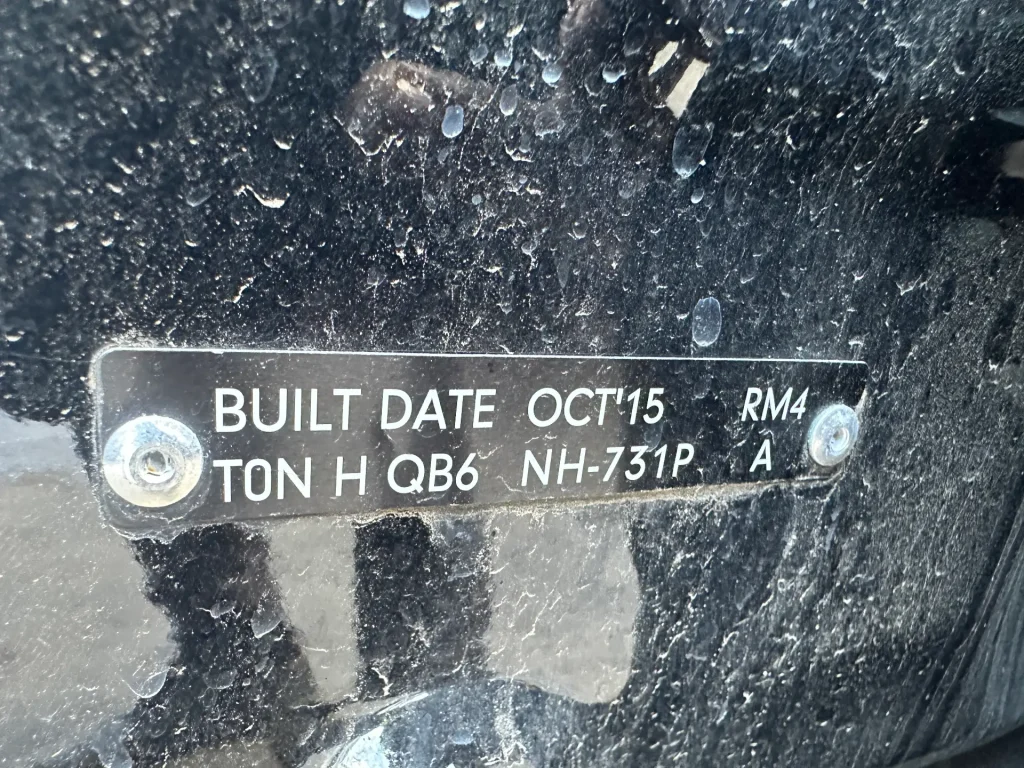 BUILT DATE OCT'15 RM4
T0N H QB6 NH-731P A